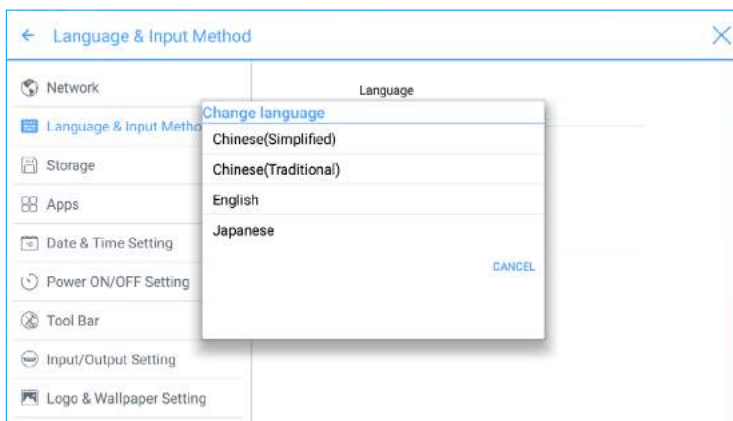 Language & Input Method
Network
Language & Input Metho
Storage
Apps
Date & Time Setting
Power ON/OFF Setting
Tool Bar
Input/Output Setting
Logo & Wallpaper Setting
Language
Change language
Chinese(Simplified)
Chinese(Traditional)
English
Japanese
CANCEL